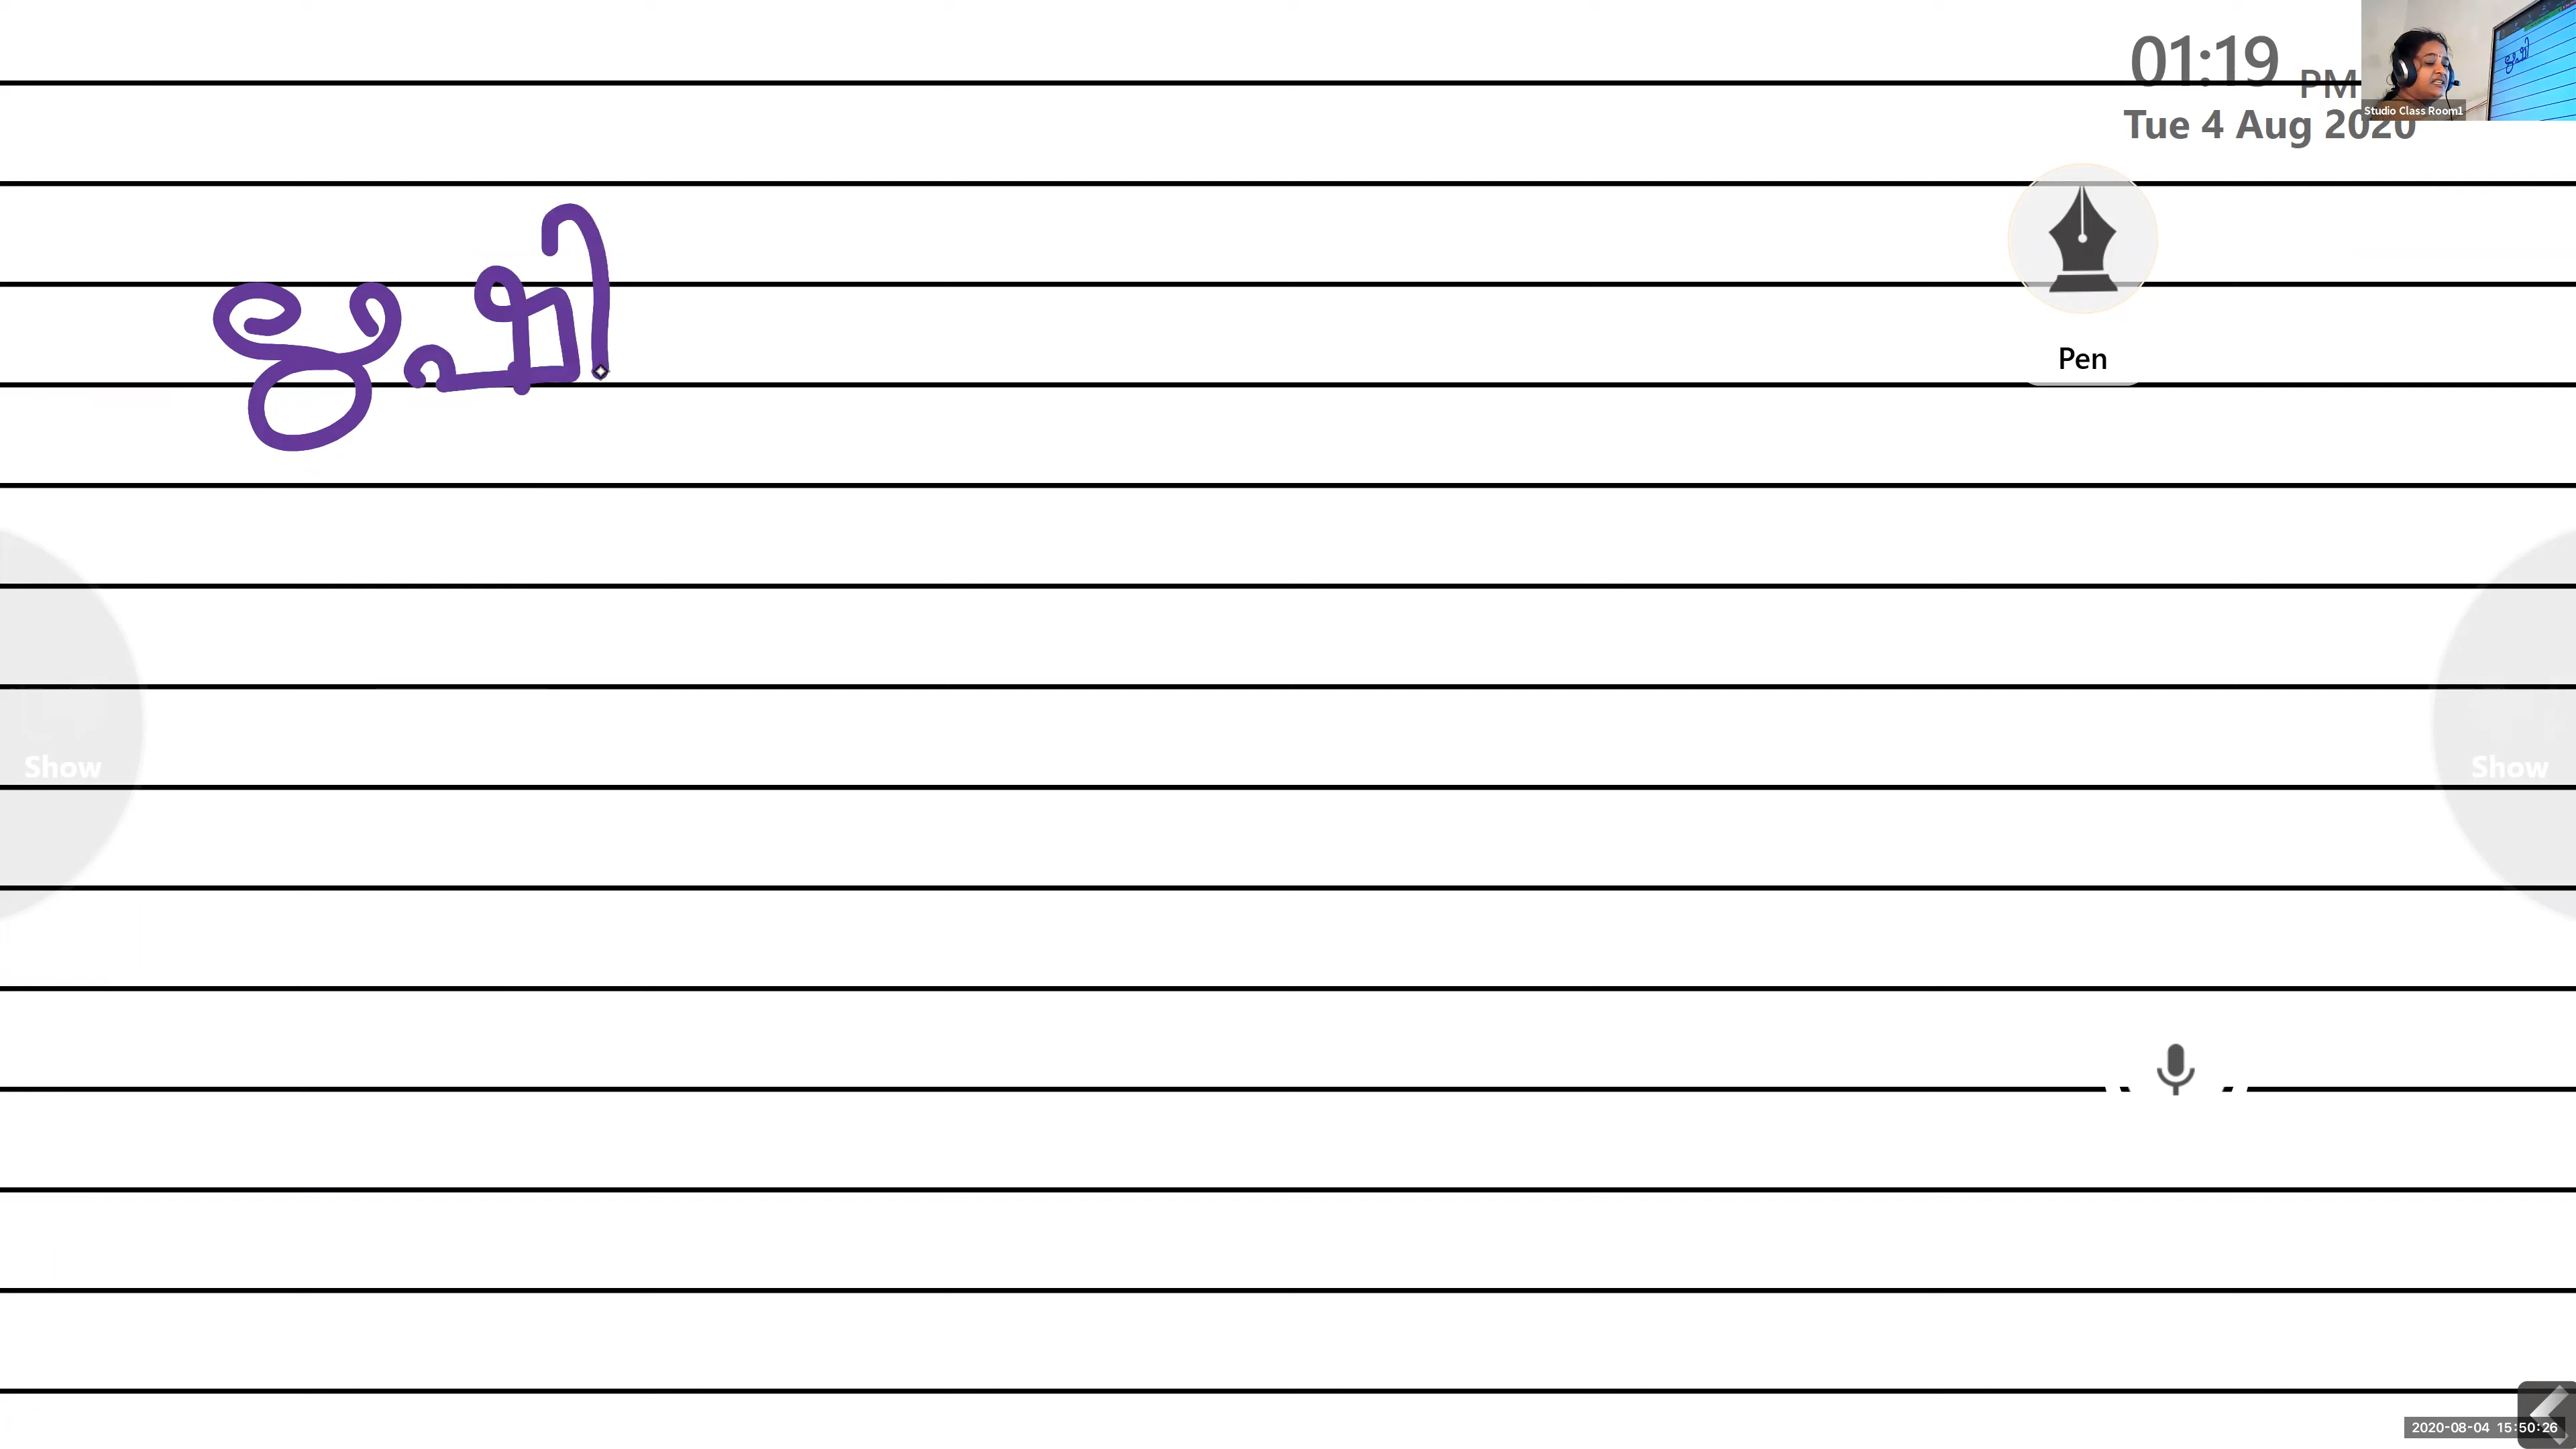 01:19 PM
Tue 4 Aug 2020
Studio Class Room1
ഋഷി
Pen
Show
Show
2020-08-04 15:50:26